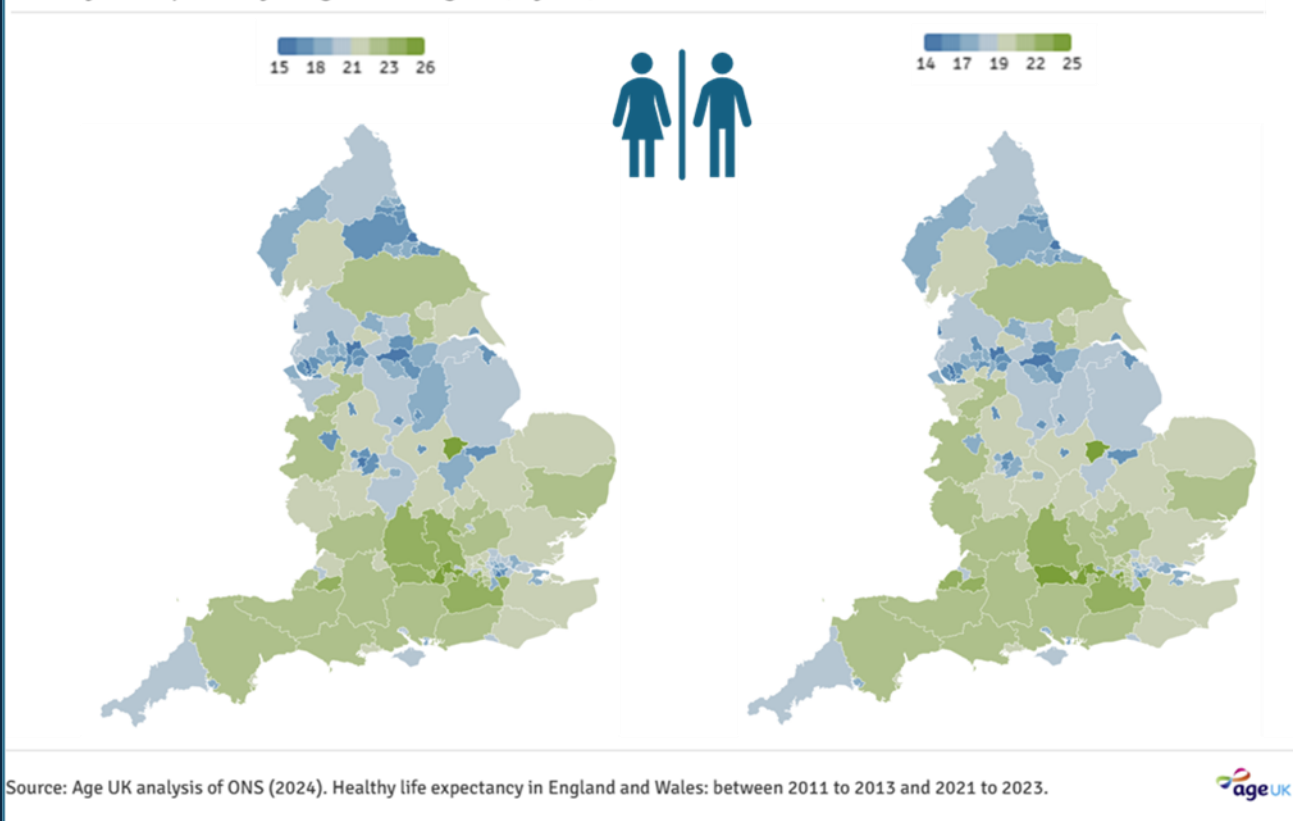 15 18 21 23 26
14 17 19 22 25
Source: Age UK analysis of ONS (2024). Healthy life expectancy in England and Wales: between 2011 to 2013 and 2021 to 2023.
age UK